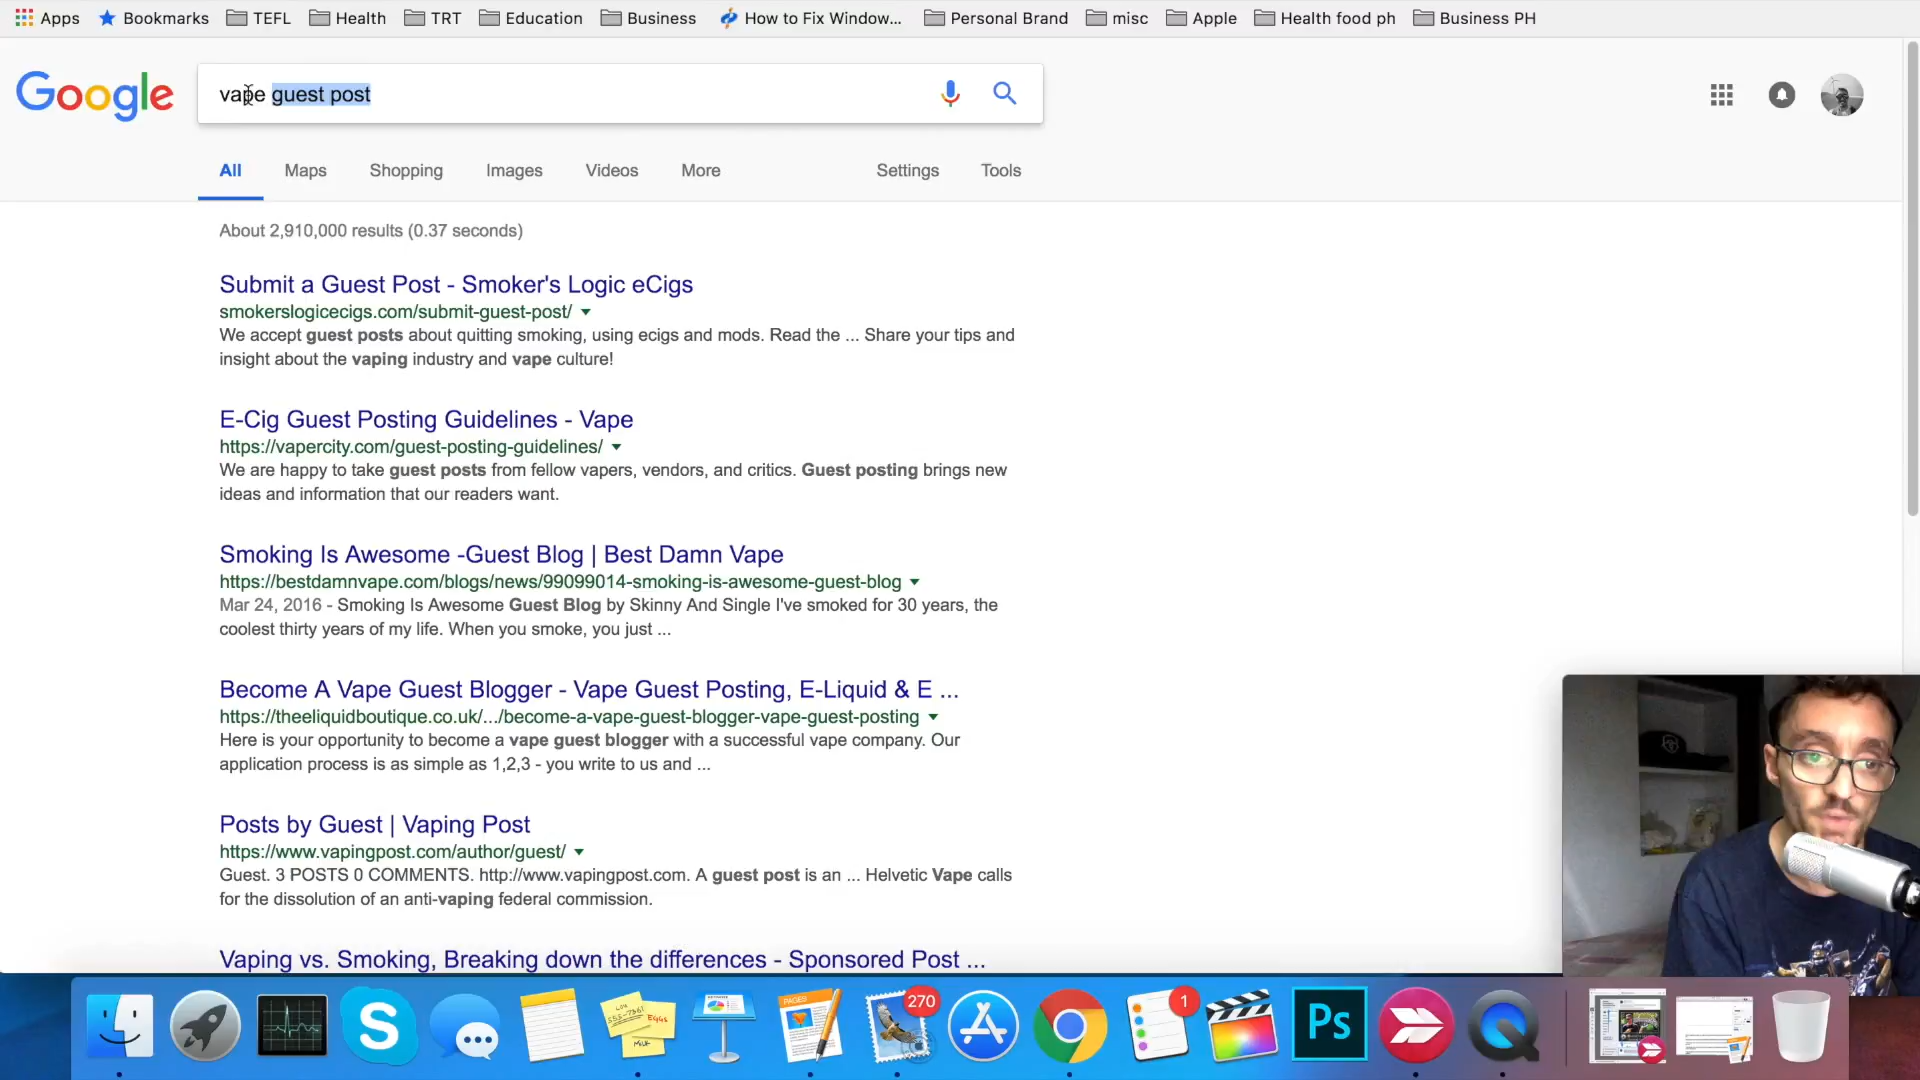 Apps Bookmarks TEFL Health TRT Education Business How to Fix Window... Personal Brand misc Apple Health food ph Business PH
Google vape guest post
All Maps Shopping Images Videos More Settings Tools
About 2,910,000 results (0.37 seconds)
Submit a Guest Post - Smoker's Logic eCigs
smokerslogicecigs.com/submit-guest-post/
We accept guest posts about quitting smoking, using ecigs and mods. Read the ... Share your tips and
insight about the vaping industry and vape culture!
E-Cig Guest Posting Guidelines - Vape
https://vapercity.com/guest-posting-guidelines/
We are happy to take guest posts from fellow vapers, vendors, and critics. Guest posting brings new
ideas and information that our readers want.
Smoking Is Awesome -Guest Blog | Best Damn Vape
https://bestdamnvape.com/blogs/news/99099014-smoking-is-awesome-guest-blog
Mar 24, 2016 - Smoking Is Awesome Guest Blog by Skinny And Single I've smoked for 30 years, the
coolest thirty years of my life. When you smoke, you just ...
Become A Vape Guest Blogger - Vape Guest Posting, E-Liquid & E ...
https://theeliquidboutique.co.uk/.../become-a-vape-guest-blogger-vape-guest-posting
Here is your opportunity to become a vape guest blogger with a successful vape company. Our
application process is as simple as 1,2,3 - you write to us and ...
Posts by Guest | Vaping Post
https://www.vapingpost.com/author/guest/
Guest. 3 POSTS 0 COMMENTS. http://www.vapingpost.com. A guest post is an ... Helvetic Vape calls
for the dissolution of an anti-vaping federal commission.
Vaping vs. Smoking, Breaking down the differences - Sponsored Post ...
PAGES
270
1
S
MILK
EGGS
Ps